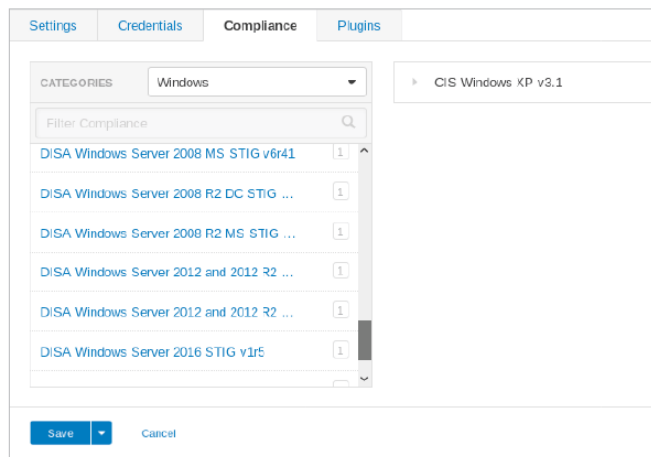 Settings Credentials Compliance Plugins
CATEGORIES Windows
CIS Windows XP v3.1
Filter Compliance
DISA Windows Server 2008 MS STIG v6r41 1
DISA Windows Server 2008 R2 DC STIG ... 1
DISA Windows Server 2008 R2 MS STIG ... 1
DISA Windows Server 2012 and 2012 R2 ... 1
DISA Windows Server 2012 and 2012 R2 ... 1
DISA Windows Server 2016 STIG v1r5 1
Save Cancel